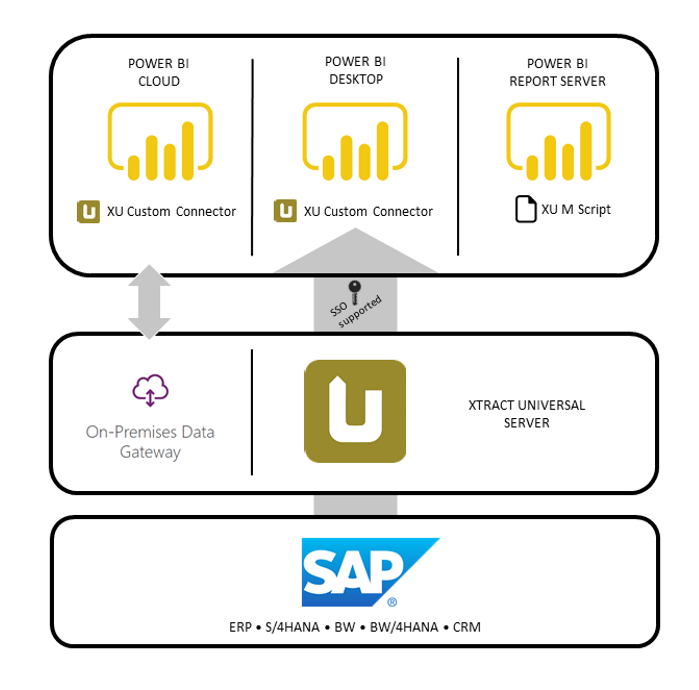 POWER BI
CLOUD
POWER BI
DESKTOP
POWER BI
REPORT SERVER
U XU Custom Connector
U XU Custom Connector
XU M Script
SSO
supported
On-Premises Data
Gateway
U
XTRACT UNIVERSAL
SERVER
SAP®
ERP • S/4HANA • BW • BW/4HANA • CRM